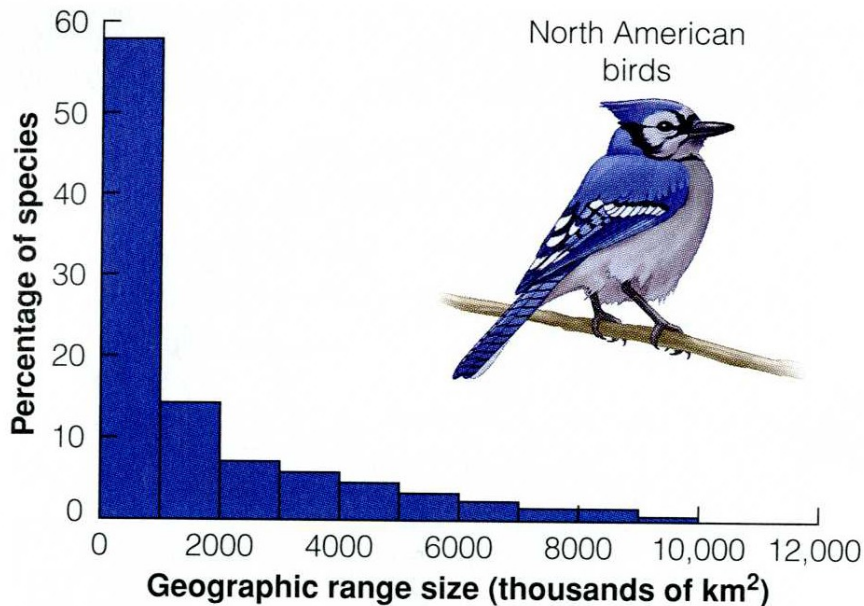 North American
birds
Percentage of species
60
50
40
30
20
10
0
0 2000 4000 6000 8000 10,000 12,000
Geographic range size (thousands of km²)